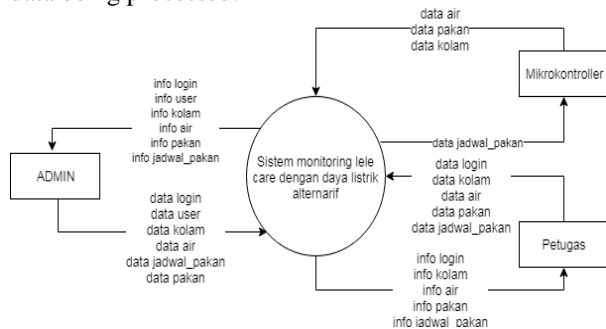 data being processed.
data air
data pakan
data kolam
Mikrokontroller
info login
info user
info kolam
info air
info pakan
info jadwal_pakan
ADMIN
Sistem monitoring lele
care dengan daya listrik
alternarif
data jadwal_pakan
data login
data kolam
data air
data pakan
data jadwal_pakan
Petugas
data login
data user
data kolam
data air
data jadwal_pakan
data pakan
info login
info kolam
info air
info pakan
info jadwal_pakan